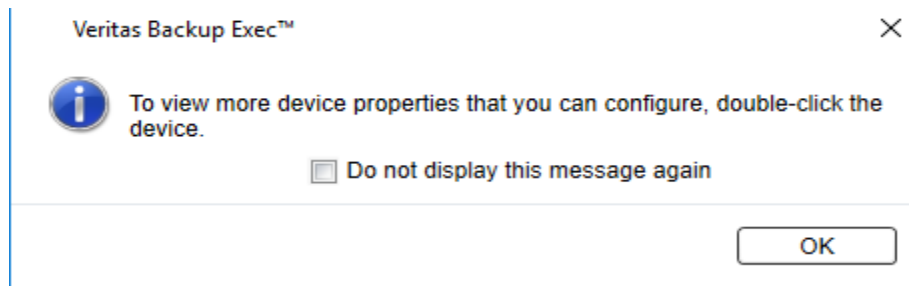 Veritas Backup Exec™
To view more device properties that you can configure, double-click the
device.
Do not display this message again
OK